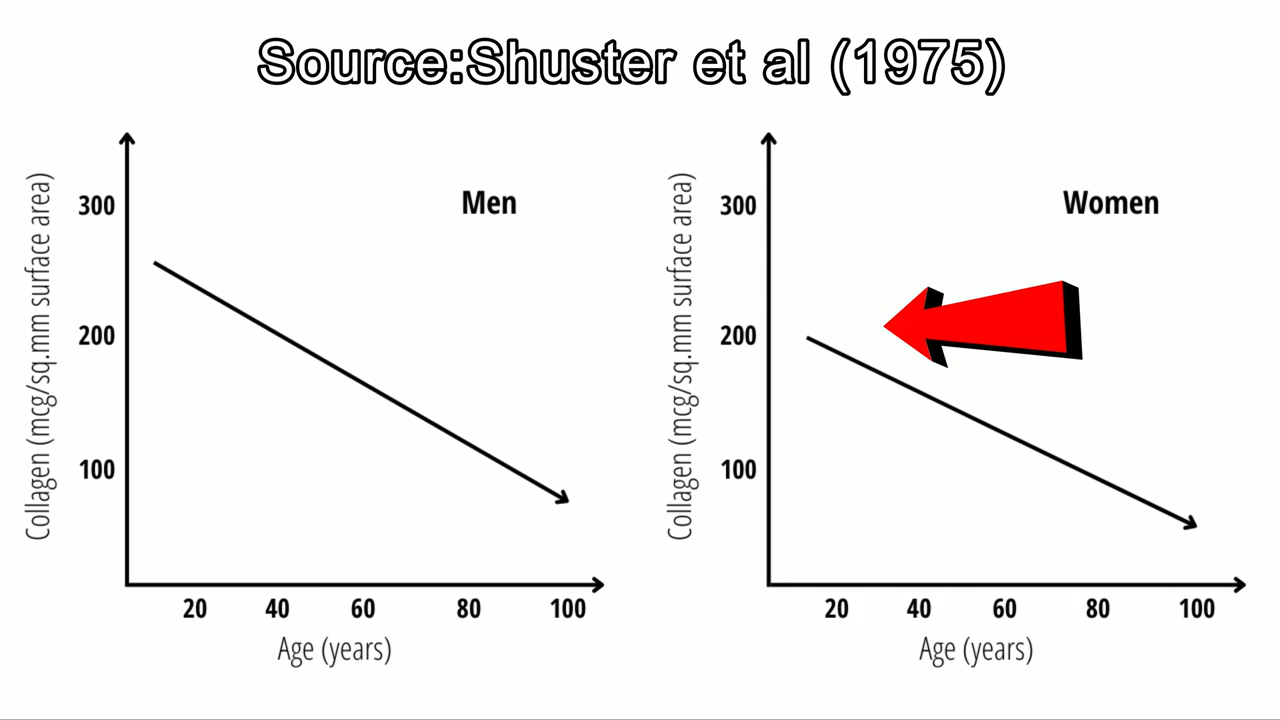 Source:Shuster et al (1975)
Men
Collagen (mcg/sq.mm surface area)
300
200
100
20 40 60 80 100
Age (years)
Women
Collagen (mcg/sq.mm surface area)
300
200
100
20 40 60 80 100
Age (years)